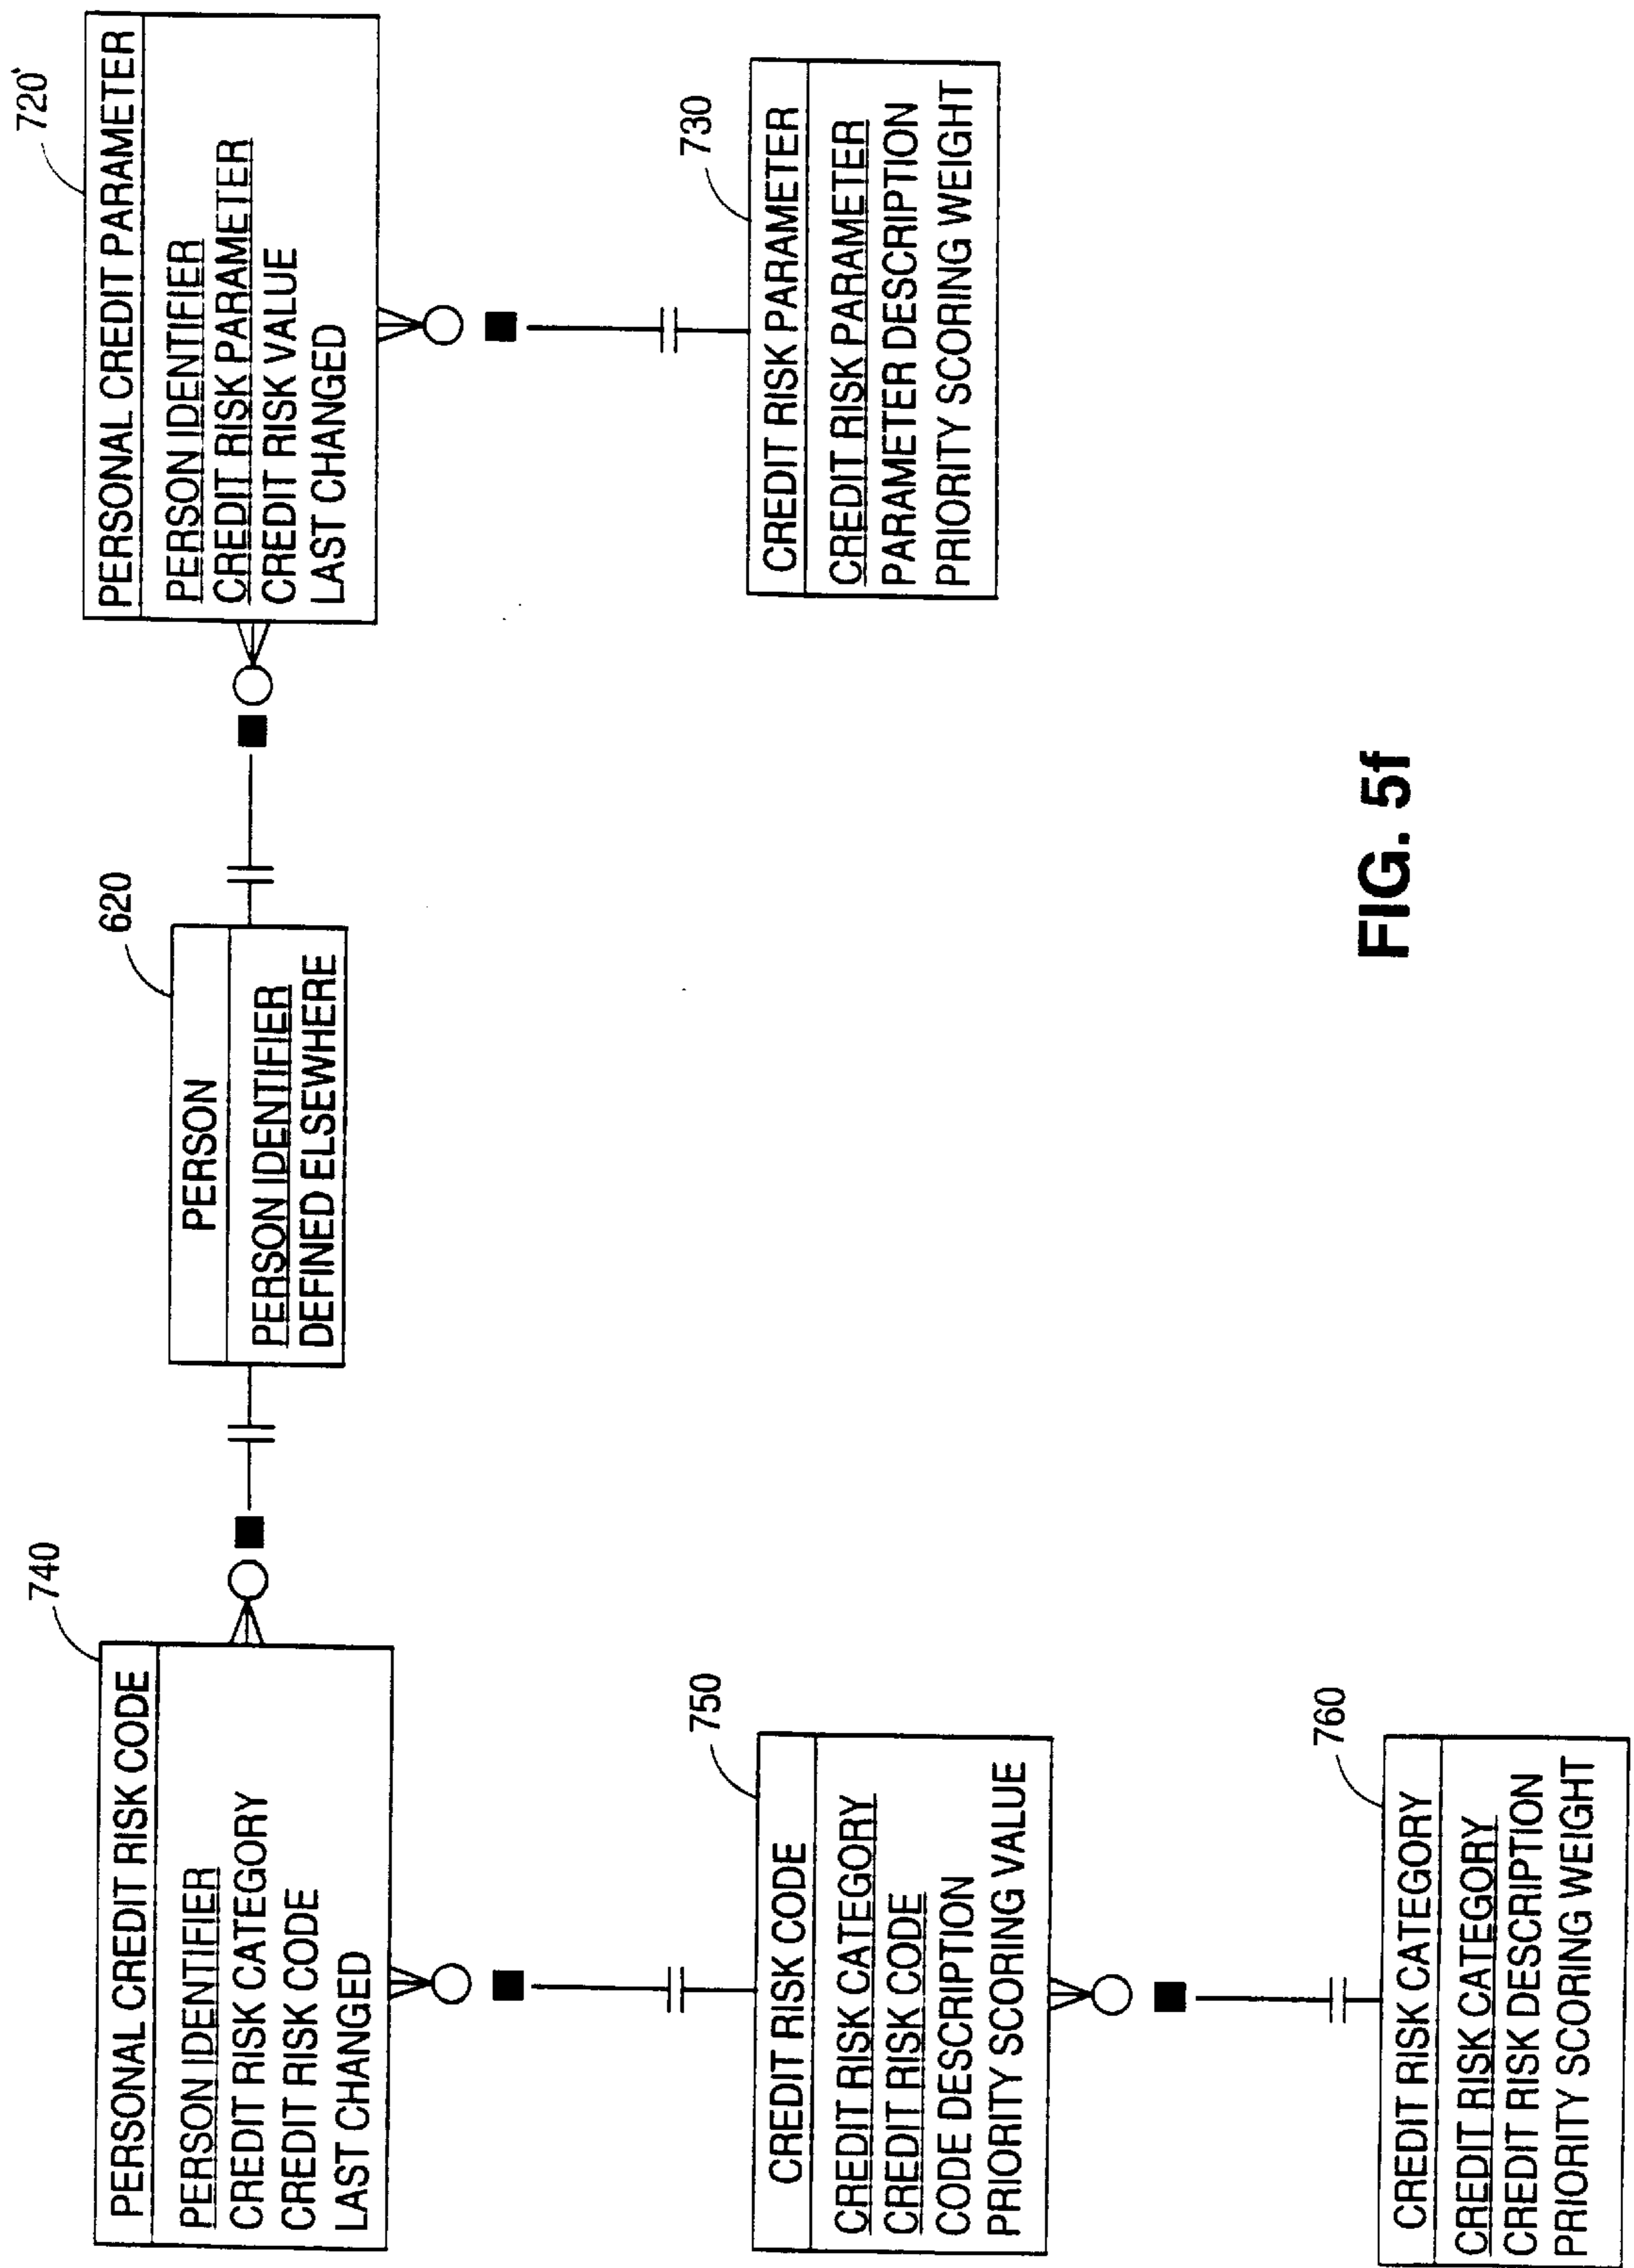 740
PERSONAL CREDIT RISK CODE
PERSON IDENTIFIER
CREDIT RISK CATEGORY
CREDIT RISK CODE
LAST CHANGED
620
PERSON
PERSON IDENTIFIER
DEFINED ELSEWHERE
720'
PERSONAL CREDIT PARAMETER
PERSON IDENTIFIER
CREDIT RISK PARAMETER
CREDIT RISK VALUE
LAST CHANGED
750
CREDIT RISK CODE
CREDIT RISK CATEGORY
CREDIT RISK CODE
CODE DESCRIPTION
PRIORITY SCORING VALUE
730
CREDIT RISK PARAMETER
CREDIT RISK PARAMETER
PARAMETER DESCRIPTION
PRIORITY SCORING WEIGHT
760
CREDIT RISK CATEGORY
CREDIT RISK CATEGORY
CREDIT RISK DESCRIPTION
PRIORITY SCORING WEIGHT
FIG. 5f